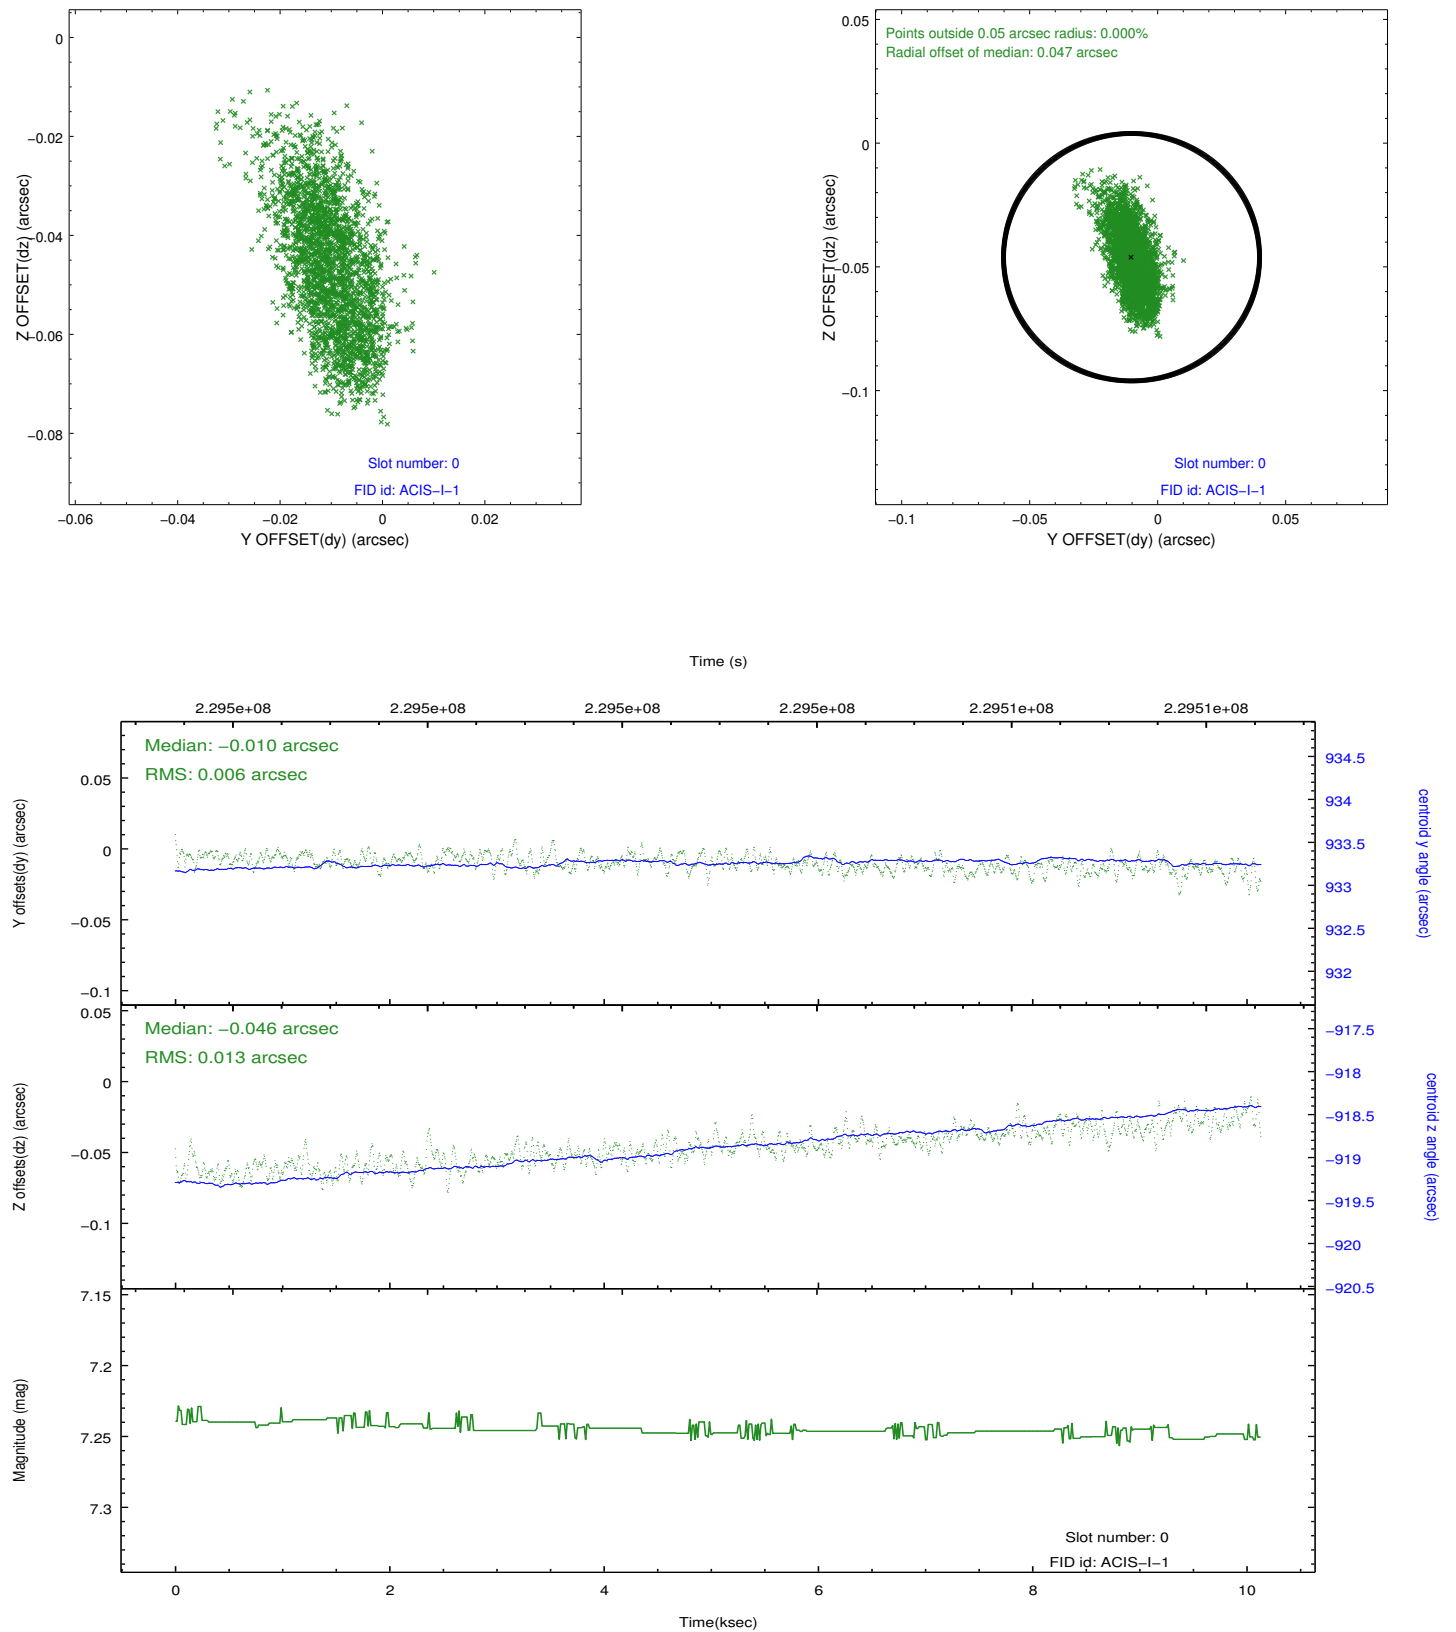 0
−0.02
−0.04
−0.06
−0.08
Z OFFSET(dz) (arcsec)
Slot number: 0
FID id: ACIS−I−1
−0.06
−0.04
−0.02
0
0.02
Y OFFSET(dy) (arcsec)
0.05
0
−0.05
−0.1
Z OFFSET(dz) (arcsec)
Points outside 0.05 arcsec radius: 0.000%
Radial offset of median: 0.047 arcsec
Slot number: 0
FID id: ACIS−I−1
−0.1
−0.05
0
0.05
Y OFFSET(dy) (arcsec)
Time (s)
2.295e+08
2.295e+08
2.295e+08
2.295e+08
2.2951e+08
2.2951e+08
Median: −0.010 arcsec
RMS: 0.006 arcsec
Y offsets(dy) (arcsec)
0.05
0
−0.05
−0.1
934.5
934
933.5
933
932.5
932
centroid y angle (arcsec)
Median: −0.046 arcsec
RMS: 0.013 arcsec
Z offsets(dz) (arcsec)
0.05
0
−0.05
−0.1
−917.5
−918
−918.5
−919
−919.5
−920
−920.5
centroid z angle (arcsec)
Magnitude (mag)
7.15
7.2
7.25
7.3
Slot number: 0
FID id: ACIS−I−1
0
2
4
6
8
10
Time(ksec)